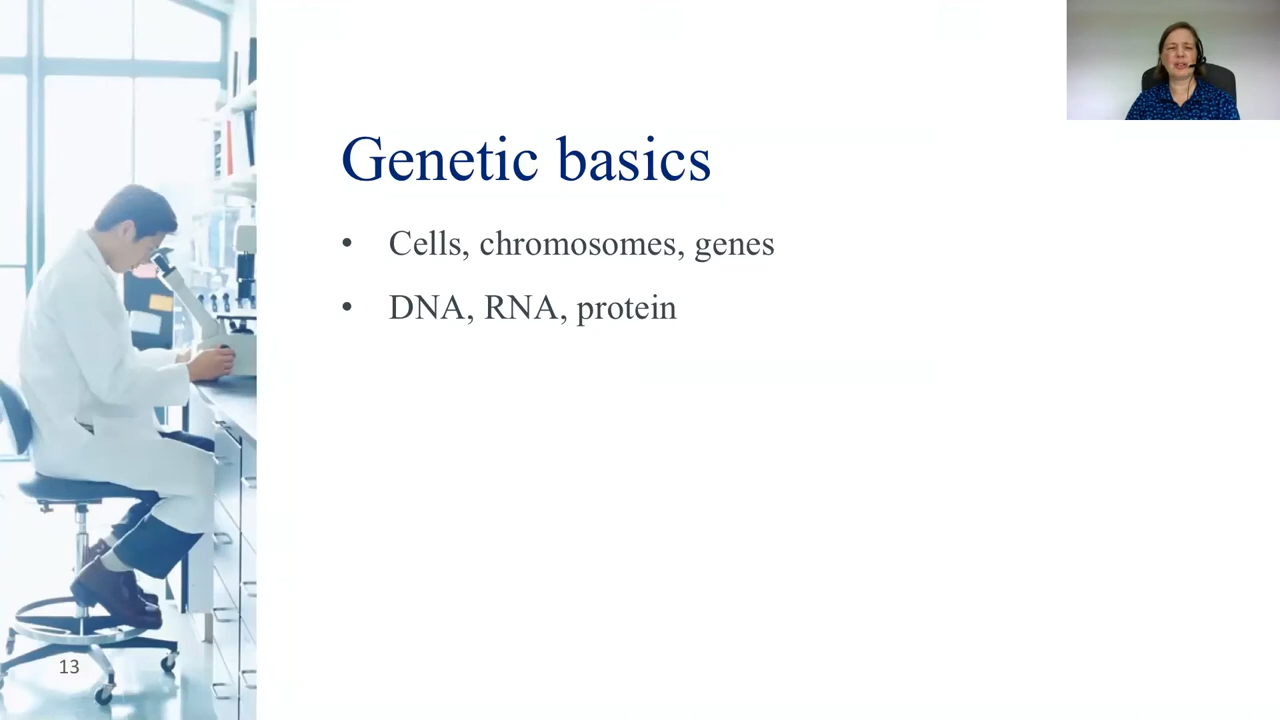 Genetic basics
• Cells, chromosomes, genes
• DNA, RNA, protein
13